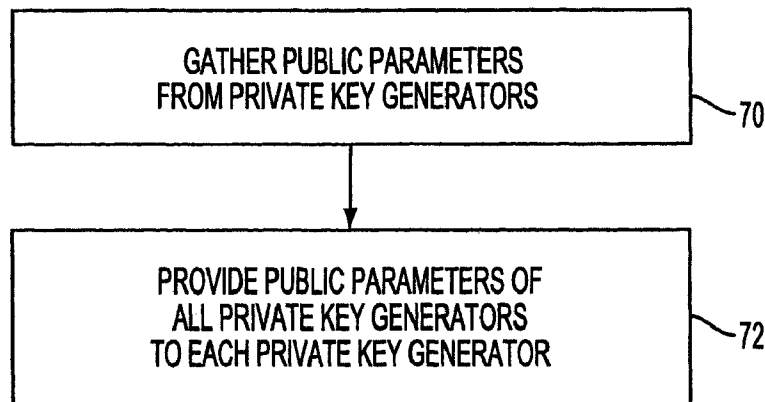 GATHER PUBLIC PARAMETERS
FROM PRIVATE KEY GENERATORS
70
PROVIDE PUBLIC PARAMETERS OF
ALL PRIVATE KEY GENERATORS
TO EACH PRIVATE KEY GENERATOR
72